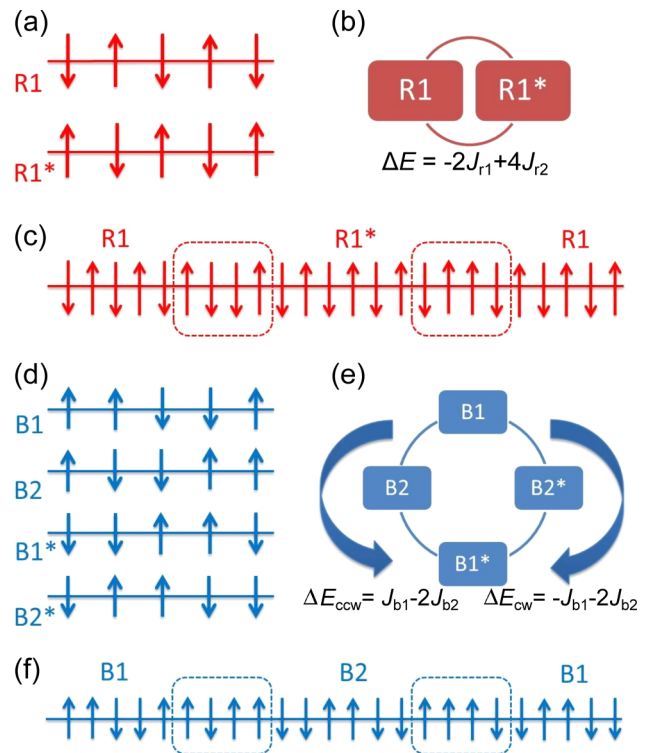 (a)
R1
R1*
(b)
R1 R1*
ΔE = -2Jr1+4Jr2
(c)
R1 R1* R1
(d)
B1
B2
B1*
B2*
(e)
B1
B2 B2*
B1*
ΔEccw= Jb1-2Jb2 ΔEcw= -Jb1-2Jb2
(f)
B1 B2 B1